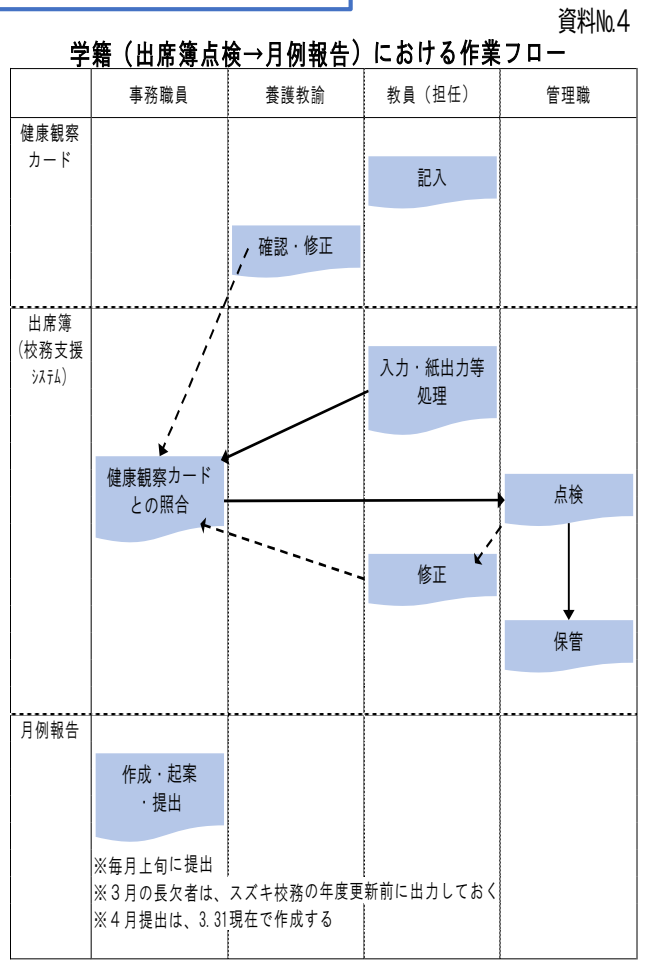 資料№4
学籍（出席簿点検→月例報告）における作業フロー
事務職員 養護教諭 教員（担任） 管理職
健康観察
カード
記入
確認・修正
出席簿
(校務支援
ｼｽﾃﾑ)
入力・紙出力等
処理
健康観察カード
との照合
点検
修正
保管
月例報告
作成・起案
・提出
※毎月上旬に提出
※３月の長欠者は、スズキ校務の年度更新前に出力しておく
※４月提出は、3.31現在で作成する